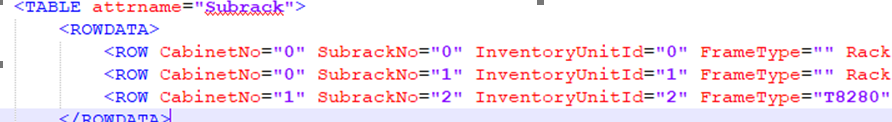 <TABLE attrname="Subrack">
<ROWDATA>
<ROW CabinetNo="0" SubrackNo="0" InventoryUnitId="0" FrameType="" Rack
<ROW CabinetNo="0" SubrackNo="1" InventoryUnitId="1" FrameType="" Rack
<ROW CabinetNo="1" SubrackNo="2" InventoryUnitId="2" FrameType="T8280"
</ROWDATA>